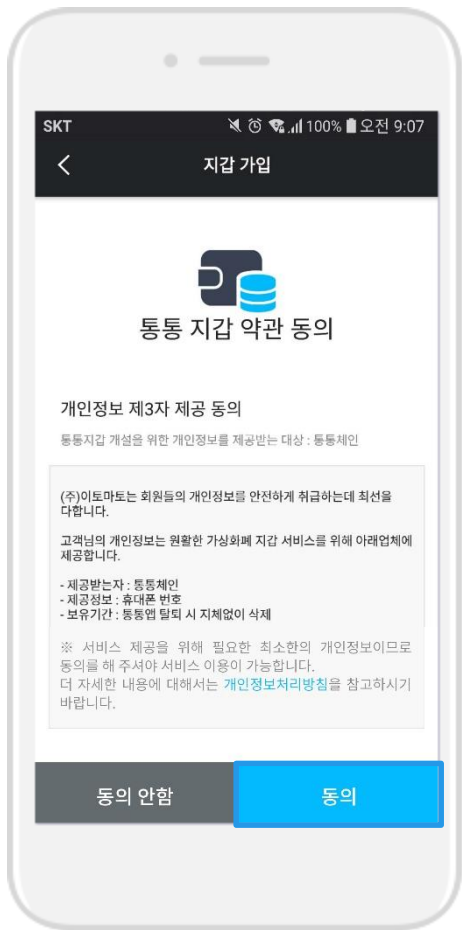 SKT 100% 오전 9:07
지갑 가입
통통 지갑 약관 동의
개인정보 제3자 제공 동의
통통지갑 개설을 위한 개인정보를 제공받는 대상 : 통통체인
(주)이토마토는 회원들의 개인정보를 안전하게 취급하는데 최선을
다합니다.
고객님의 개인정보는 원활한 가상화폐 지갑 서비스를 위해 아래업체에
제공합니다.
- 제공받는자 : 통통체인
- 제공정보 : 휴대폰 번호
- 보유기간 : 통통앱 탈퇴 시 지체없이 삭제
※ 서비스 제공을 위해 필요한 최소한의 개인정보이므로
동의를 해 주셔야 서비스 이용이 가능합니다.
더 자세한 내용에 대해서는 개인정보처리방침을 참고하시기
바랍니다.
동의 안함
동의